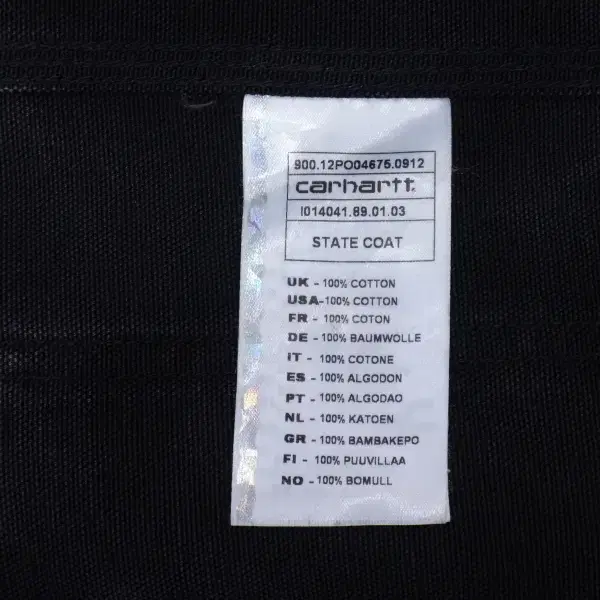 900.12PO04675.0912
carhartt.
I014041.89.01.03
STATE COAT
UK - 100% COTTON
USA-100% COTTON
FR - 100% COTON
DE - 100% BAUMWOLLE
IT - 100% COTONE
ES - 100% ALGODON
PT - 100% ALGODAO
NL - 100% KATOEN
GR - 100% BAMBAKEPO
FI - 100% PUUVILLAA
NO - 100% BOMULL